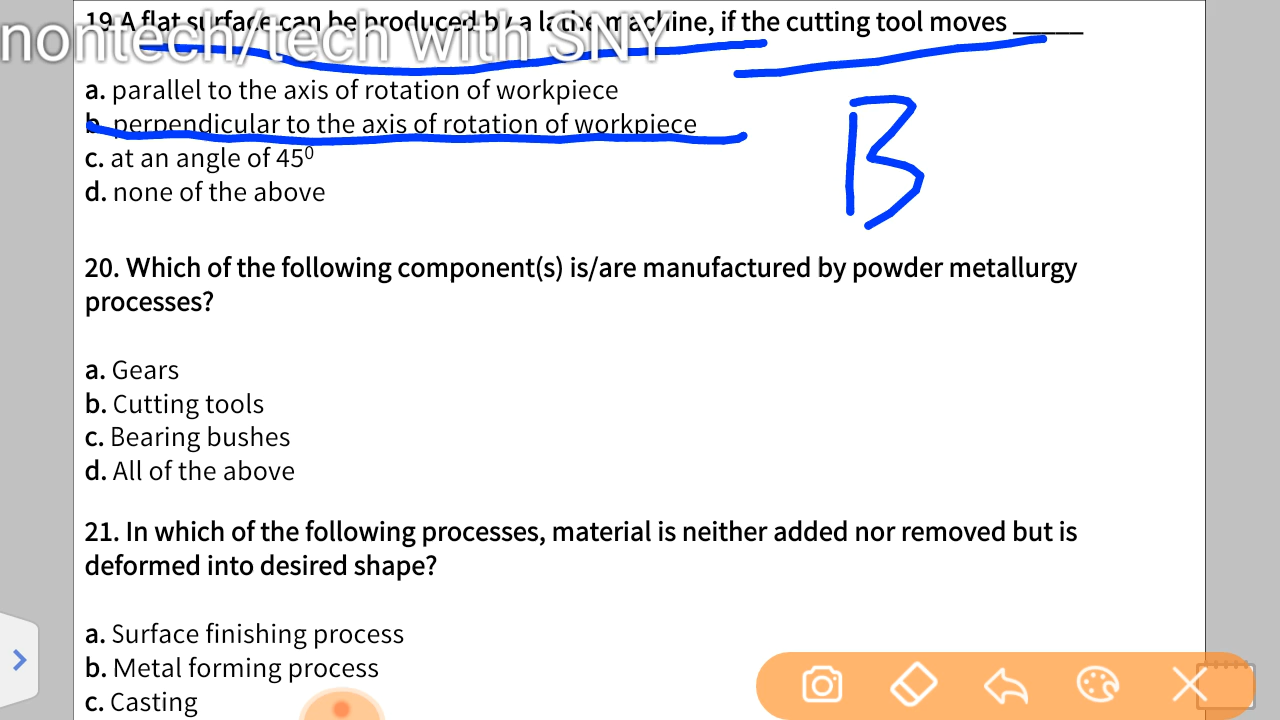 19.A flat surface can be produced by a lathe machine, if the cutting tool moves _____
nontech/tech with SNY
a. parallel to the axis of rotation of workpiece
b. perpendicular to the axis of rotation of workpiece
B
c. at an angle of 45⁰
d. none of the above
20. Which of the following component(s) is/are manufactured by powder metallurgy
processes?
a. Gears
b. Cutting tools
c. Bearing bushes
d. All of the above
21. In which of the following processes, material is neither added nor removed but is
deformed into desired shape?
a. Surface finishing process
b. Metal forming process
c. Casting